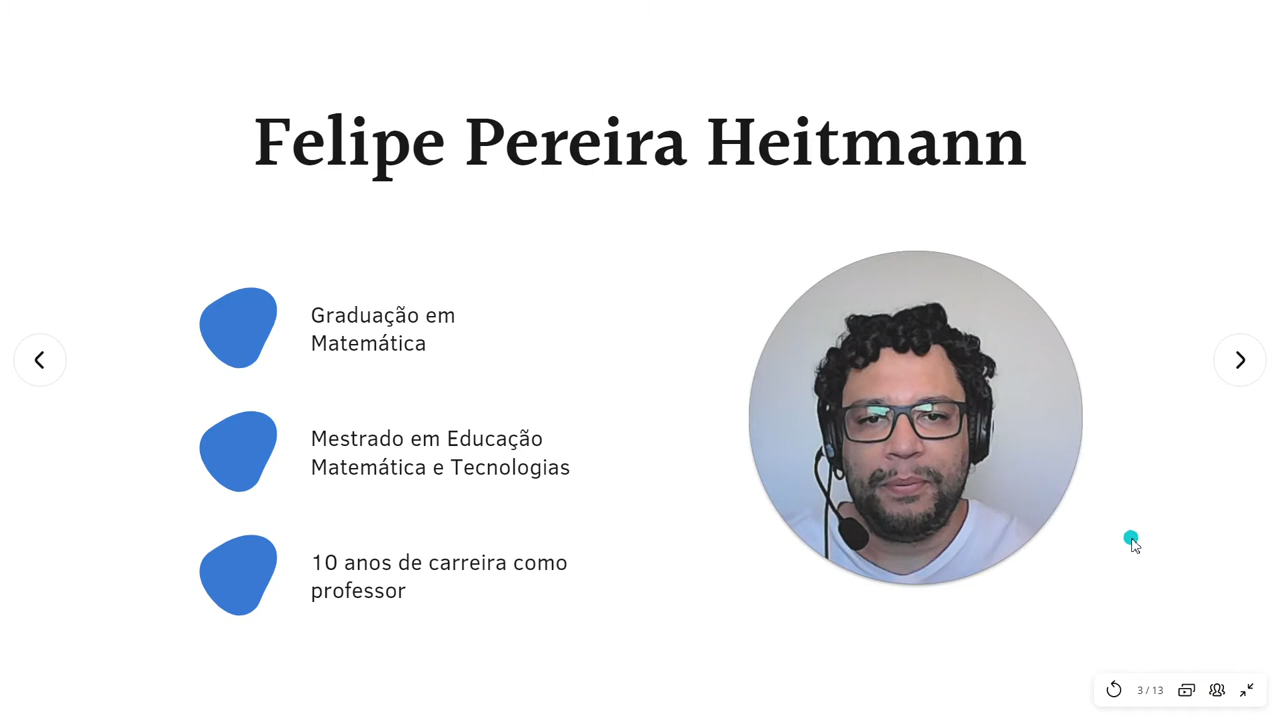 Felipe Pereira Heitmann
Graduação em
Matemática
Mestrado em Educação
Matemática e Tecnologias
10 anos de carreira como
professor
3 / 13